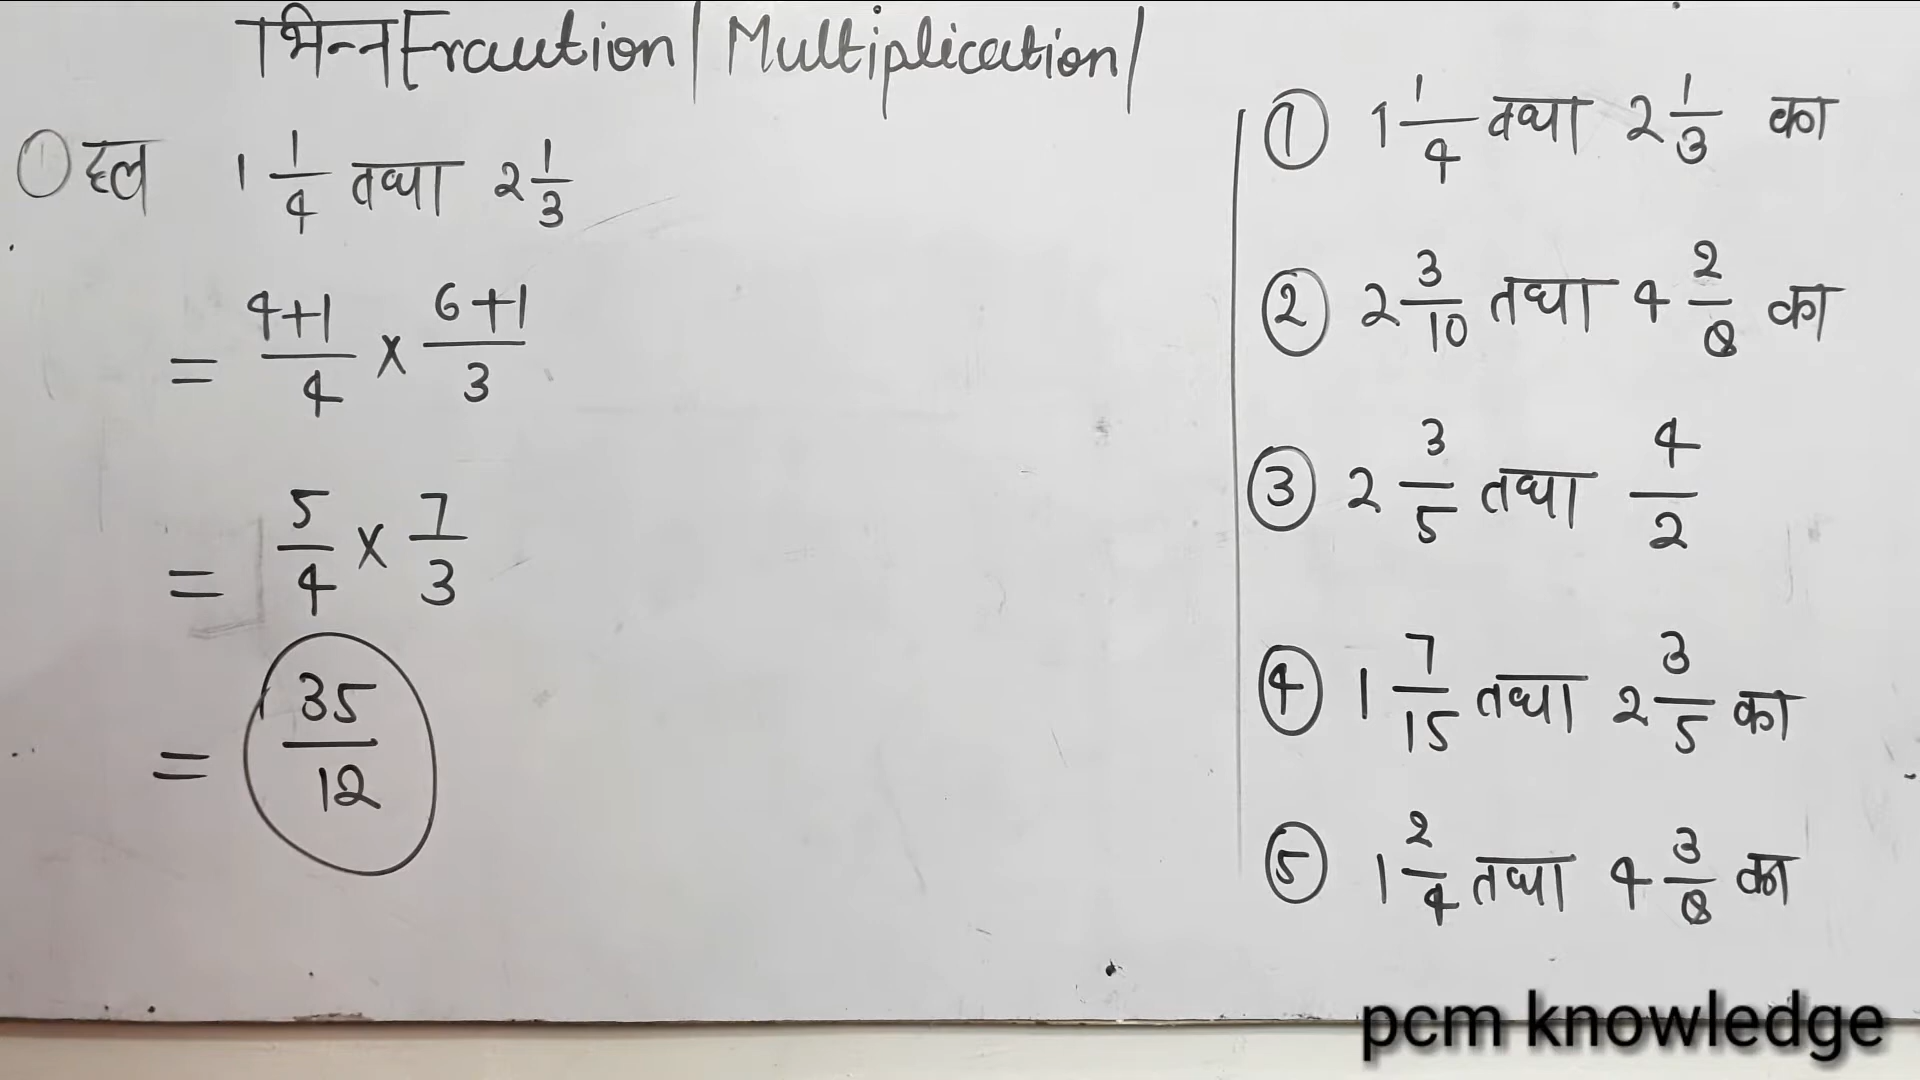 भिन्न Fraction / Multiplication /
① हल 1 1/4 तथा 2 1/3
= 4+1/4 × 6+1/3
= 5/4 × 7/3
= 35/12
① 1 1/4 तथा 2 1/3 का
② 2 3/10 तथा 4 2/8 का
③ 2 3/5 तथा 4/2
④ 1 7/15 तथा 2 3/5 का
⑤ 1 2/4 तथा 4 3/8 का
pcm knowledge